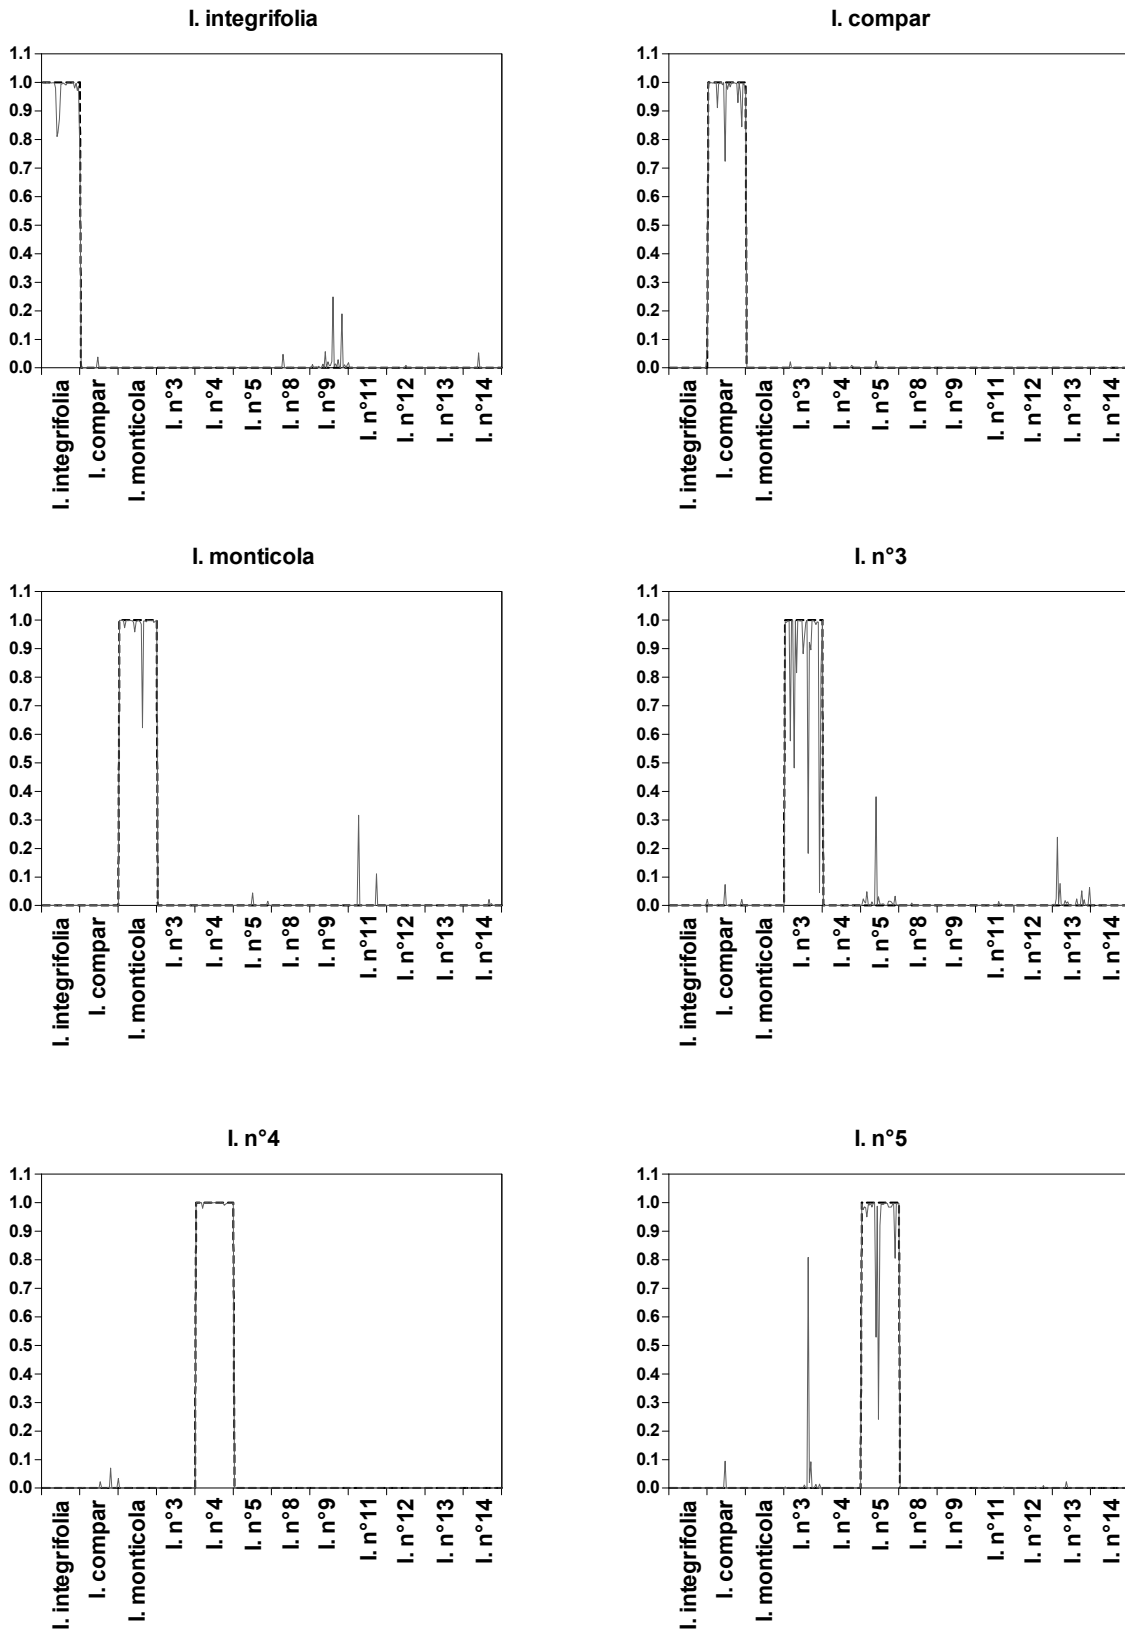 I. integrifolia
1.1
1.0
0.9
0.8
0.7
0.6
0.5
0.4
0.3
0.2
0.1
0.0
I. integrifolia
I. compar
I. monticola
I. n°3
I. n°4
I. n°5
I. n°8
I. n°9
I. n°11
I. n°12
I. n°13
I. n°14
I. compar
1.1
1.0
0.9
0.8
0.7
0.6
0.5
0.4
0.3
0.2
0.1
0.0
I. integrifolia
I. compar
I. monticola
I. n°3
I. n°4
I. n°5
I. n°8
I. n°9
I. n°11
I. n°12
I. n°13
I. n°14
I. monticola
1.1
1.0
0.9
0.8
0.7
0.6
0.5
0.4
0.3
0.2
0.1
0.0
I. integrifolia
I. compar
I. monticola
I. n°3
I. n°4
I. n°5
I. n°8
I. n°9
I. n°11
I. n°12
I. n°13
I. n°14
I. n°3
1.1
1.0
0.9
0.8
0.7
0.6
0.5
0.4
0.3
0.2
0.1
0.0
I. integrifolia
I. compar
I. monticola
I. n°3
I. n°4
I. n°5
I. n°8
I. n°9
I. n°11
I. n°12
I. n°13
I. n°14
I. n°4
1.1
1.0
0.9
0.8
0.7
0.6
0.5
0.4
0.3
0.2
0.1
0.0
I. integrifolia
I. compar
I. monticola
I. n°3
I. n°4
I. n°5
I. n°8
I. n°9
I. n°11
I. n°12
I. n°13
I. n°14
I. n°5
1.1
1.0
0.9
0.8
0.7
0.6
0.5
0.4
0.3
0.2
0.1
0.0
I. integrifolia
I. compar
I. monticola
I. n°3
I. n°4
I. n°5
I. n°8
I. n°9
I. n°11
I. n°12
I. n°13
I. n°14